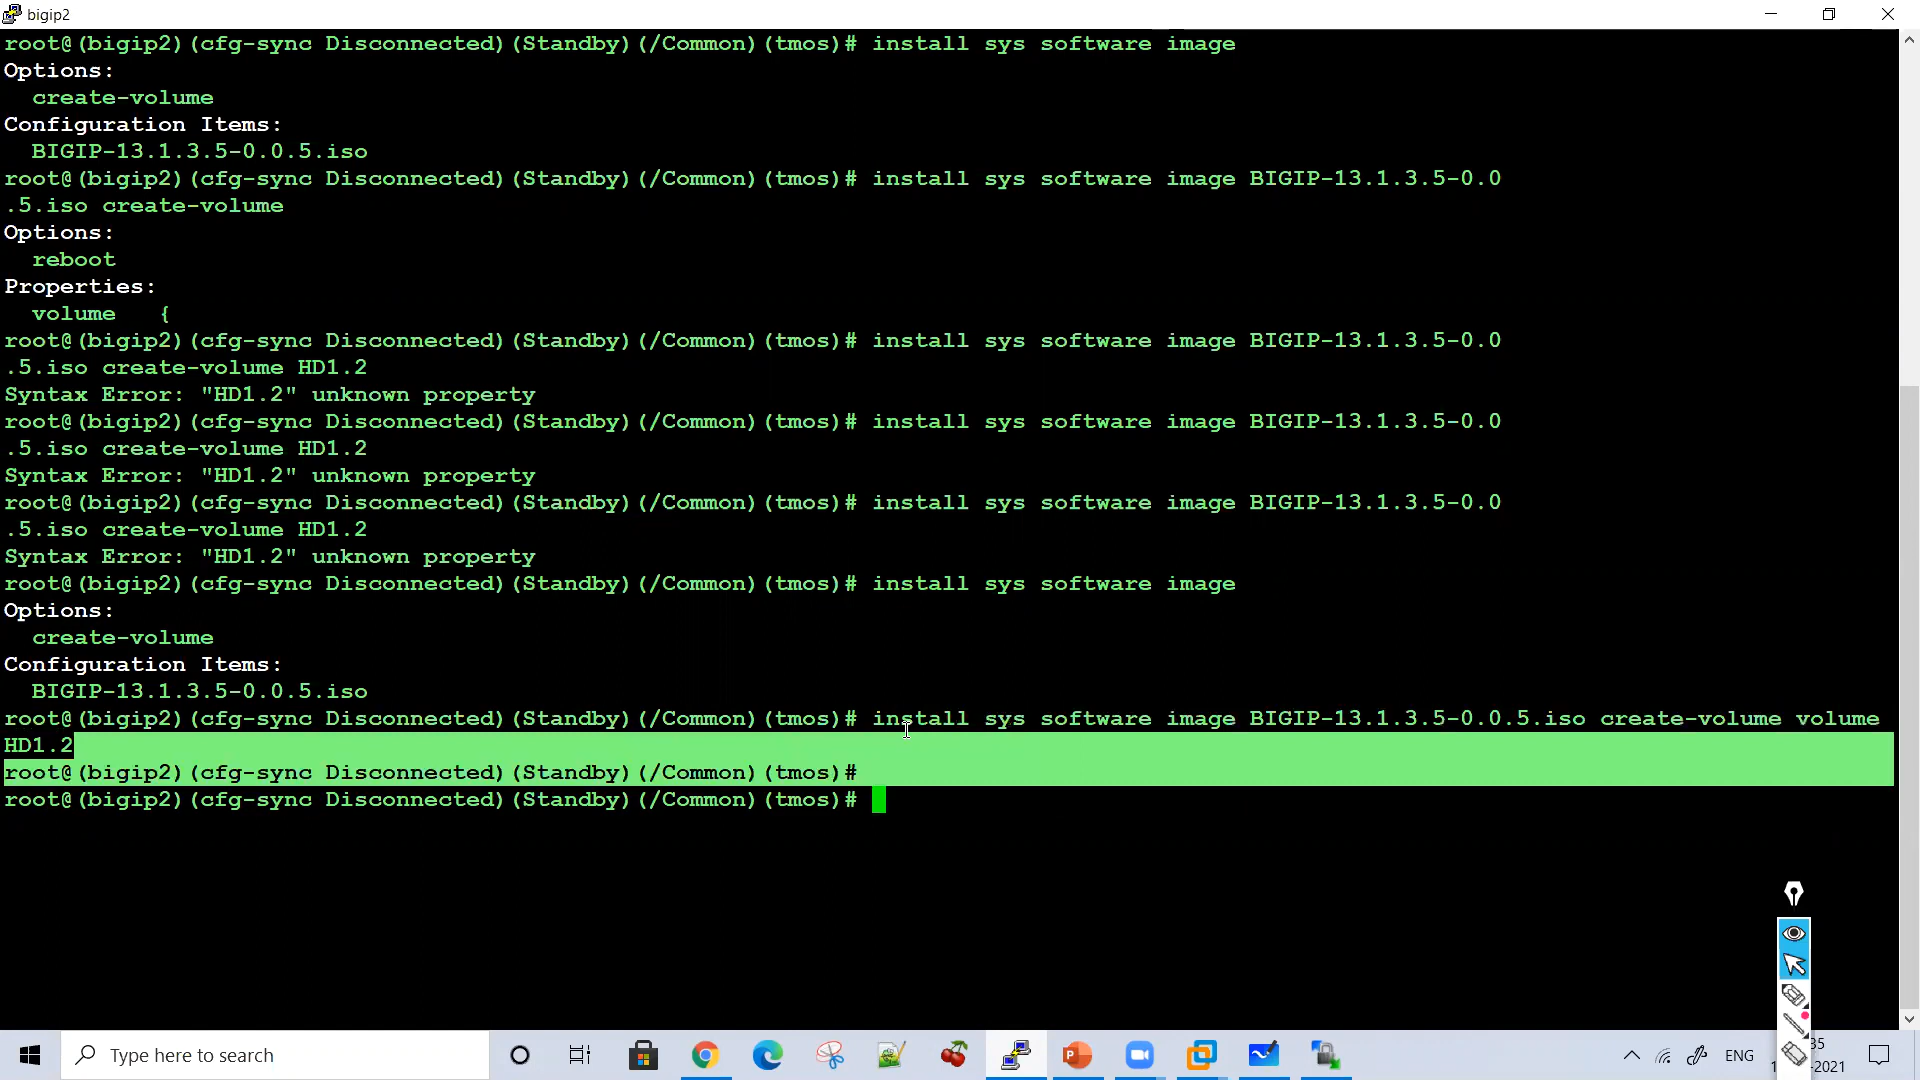 bigip2
root@(bigip2)(cfg-sync Disconnected)(Standby)(/Common)(tmos)# install sys software image
Options:
  create-volume
Configuration Items:
  BIGIP-13.1.3.5-0.0.5.iso
root@(bigip2)(cfg-sync Disconnected)(Standby)(/Common)(tmos)# install sys software image BIGIP-13.1.3.5-0.0
.5.iso create-volume
Options:
  reboot
Properties:
  volume   {
root@(bigip2)(cfg-sync Disconnected)(Standby)(/Common)(tmos)# install sys software image BIGIP-13.1.3.5-0.0
.5.iso create-volume HD1.2
Syntax Error: "HD1.2" unknown property
root@(bigip2)(cfg-sync Disconnected)(Standby)(/Common)(tmos)# install sys software image BIGIP-13.1.3.5-0.0
.5.iso create-volume HD1.2
Syntax Error: "HD1.2" unknown property
root@(bigip2)(cfg-sync Disconnected)(Standby)(/Common)(tmos)# install sys software image BIGIP-13.1.3.5-0.0
.5.iso create-volume HD1.2
Syntax Error: "HD1.2" unknown property
root@(bigip2)(cfg-sync Disconnected)(Standby)(/Common)(tmos)# install sys software image
Options:
  create-volume
Configuration Items:
  BIGIP-13.1.3.5-0.0.5.iso
root@(bigip2)(cfg-sync Disconnected)(Standby)(/Common)(tmos)# install sys software image BIGIP-13.1.3.5-0.0.5.iso create-volume volume
HD1.2
root@(bigip2)(cfg-sync Disconnected)(Standby)(/Common)(tmos)#
root@(bigip2)(cfg-sync Disconnected)(Standby)(/Common)(tmos)#
Type here to search
ENG